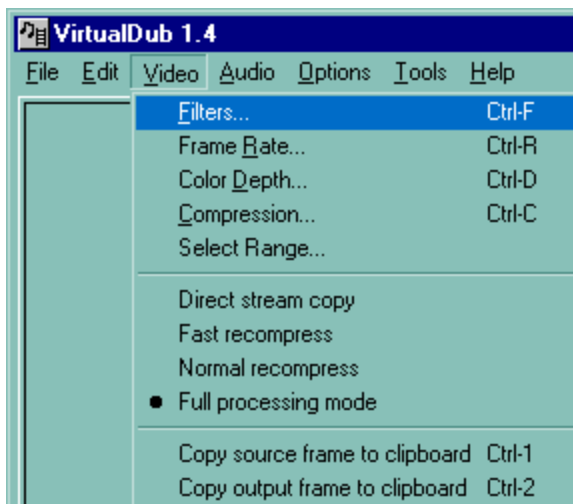 VirtualDub 1.4
File Edit Video Audio Options Tools Help
Filters... Ctrl-F
Frame Rate... Ctrl-R
Color Depth... Ctrl-D
Compression... Ctrl-C
Select Range...
Direct stream copy
Fast recompress
Normal recompress
Full processing mode
Copy source frame to clipboard Ctrl-1
Copy output frame to clipboard Ctrl-2